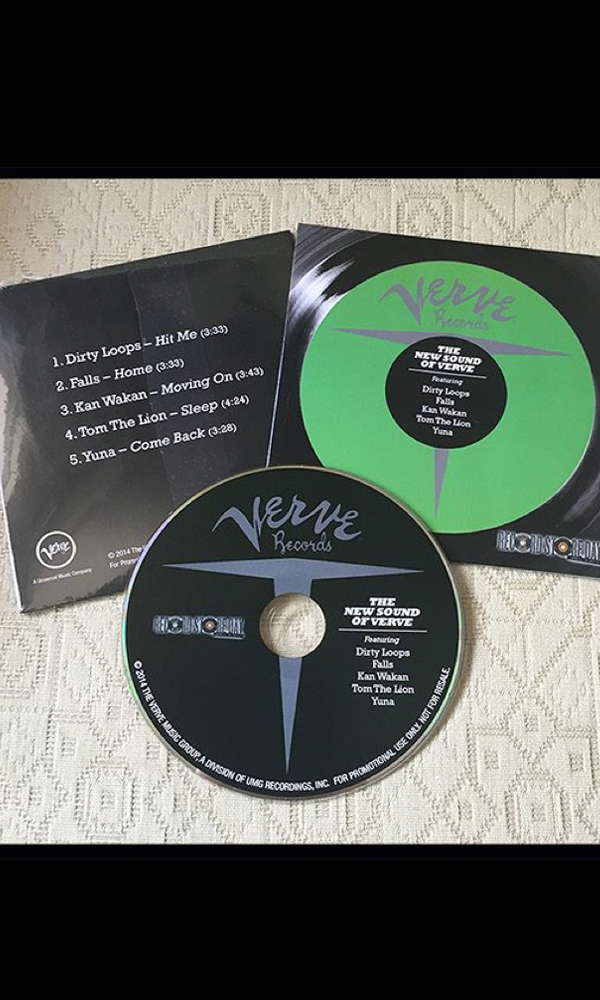 1. Dirty Loops – Hit Me (3:33)
2. Falls – Home (3:33)
3. Kan Wakan – Moving On (3:43)
4. Tom The Lion – Sleep (4:24)
5. Yuna – Come Back (3:28)
verve
A Universal Music Company
© 2014 The
For Promo
VERVE
Records
THE
NEW SOUND
OF VERVE
Featuring
Dirty Loops
Falls
Kan Wakan
Tom The Lion
Yuna
RECORD STORE DAY
VERVE
Records
RECORD STORE DAY
THE
NEW SOUND
OF VERVE
Featuring
Dirty Loops
Falls
Kan Wakan
Tom The Lion
Yuna
© 2014 THE VERVE MUSIC GROUP, A DIVISION OF UMG RECORDINGS, INC. FOR PROMOTIONAL USE ONLY. NOT FOR RESALE.